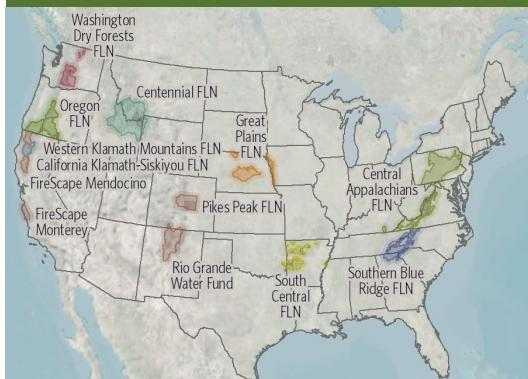 Washington
Dry Forests
FLN
Centennial FLN
Oregon
FLN
Great
Plains
FLN
Western Klamath Mountains FLN
California Klamath-Siskiyou FLN
FireScape Mendocino
Central
Appalachians
FLN
Pikes Peak FLN
FireScape
Monterey
Rio Grande
Water Fund
South
Central
FLN
Southern Blue
Ridge FLN